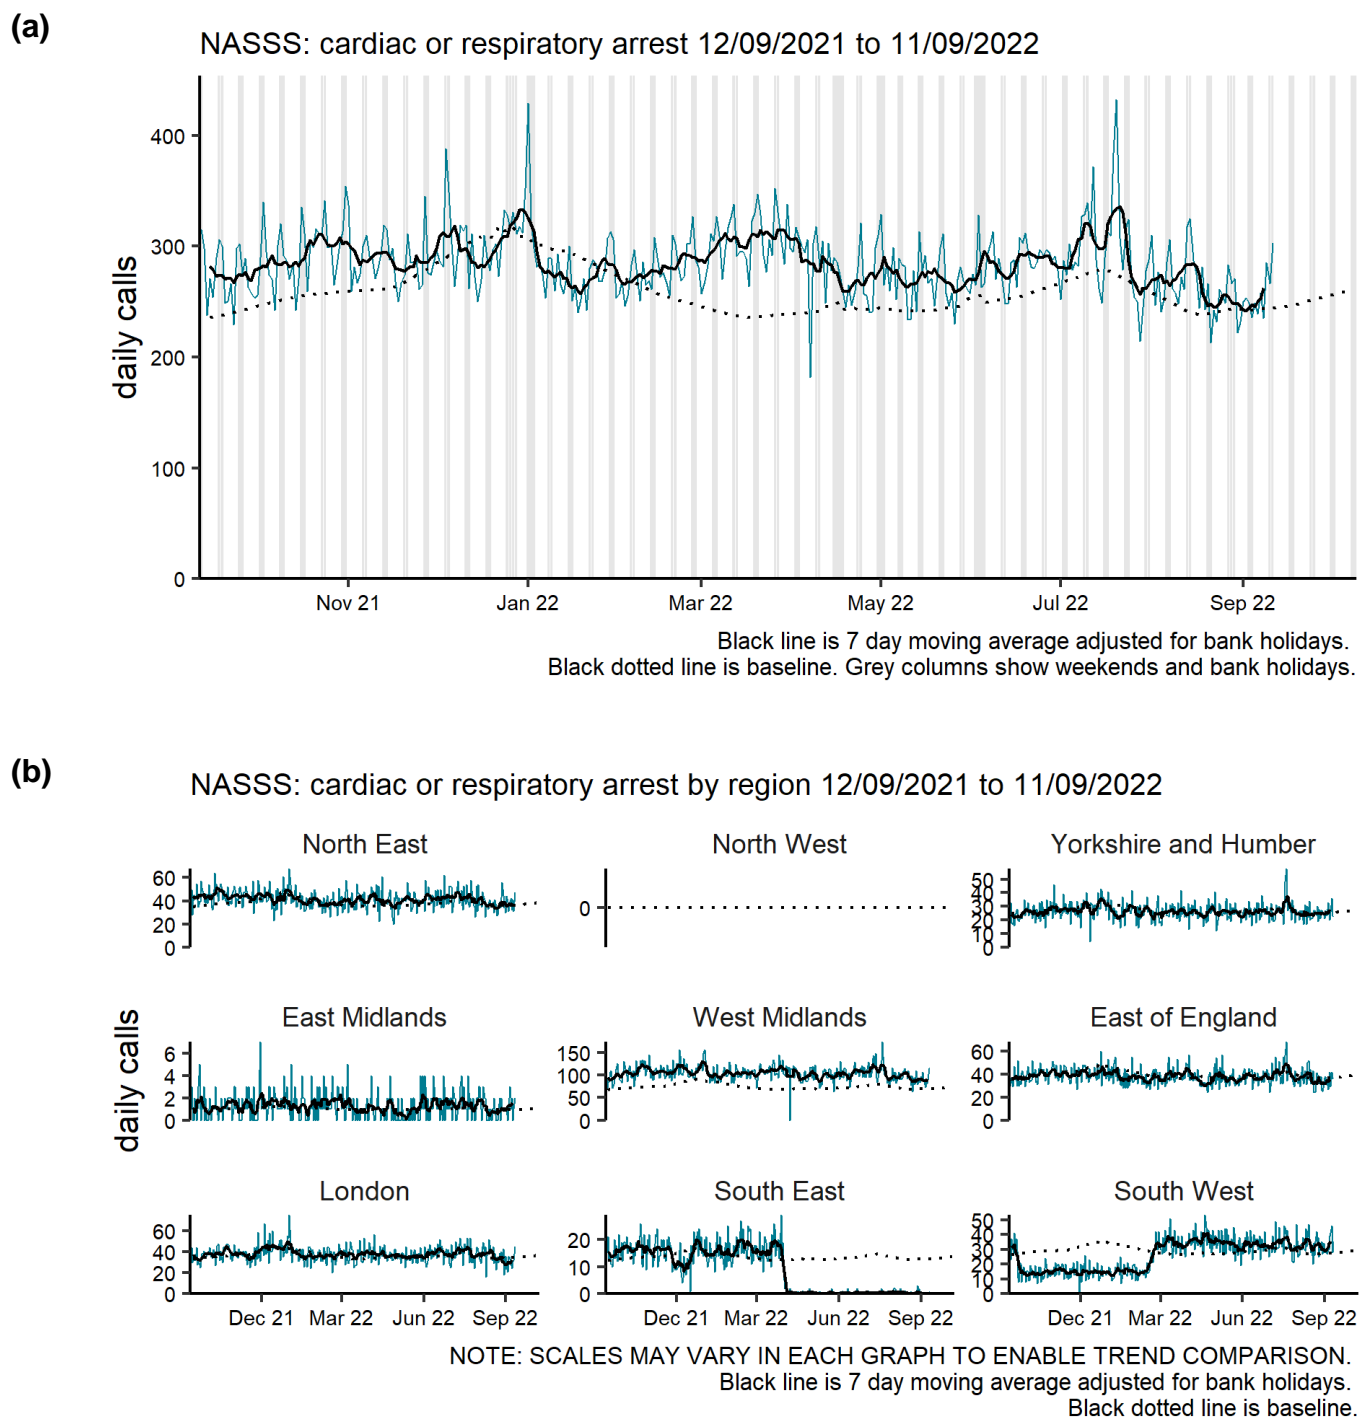 (a)
NASSS: cardiac or respiratory arrest 12/09/2021 to 11/09/2022
daily calls
400
300
200
100
0
Nov 21 Jan 22 Mar 22 May 22 Jul 22 Sep 22
Black line is 7 day moving average adjusted for bank holidays.
Black dotted line is baseline. Grey columns show weekends and bank holidays.
(b)
NASSS: cardiac or respiratory arrest by region 12/09/2021 to 11/09/2022
daily calls
North East
60
40
20
0
North West
0
Yorkshire and Humber
50
40
30
20
10
0
East Midlands
6
4
2
0
West Midlands
150
100
50
0
East of England
60
40
20
0
London
60
40
20
0
South East
20
10
0
South West
50
40
30
20
10
0
Dec 21 Mar 22 Jun 22 Sep 22
Dec 21 Mar 22 Jun 22 Sep 22
Dec 21 Mar 22 Jun 22 Sep 22
NOTE: SCALES MAY VARY IN EACH GRAPH TO ENABLE TREND COMPARISON.
Black line is 7 day moving average adjusted for bank holidays.
Black dotted line is baseline.